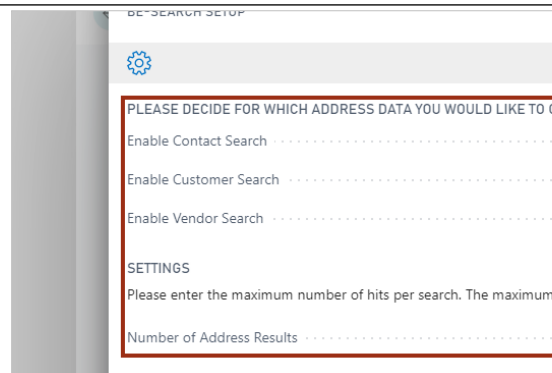 BE-SEARCH SETUP
PLEASE DECIDE FOR WHICH ADDRESS DATA YOU WOULD LIKE TO
Enable Contact Search
Enable Customer Search
Enable Vendor Search
SETTINGS
Please enter the maximum number of hits per search. The maximum
Number of Address Results